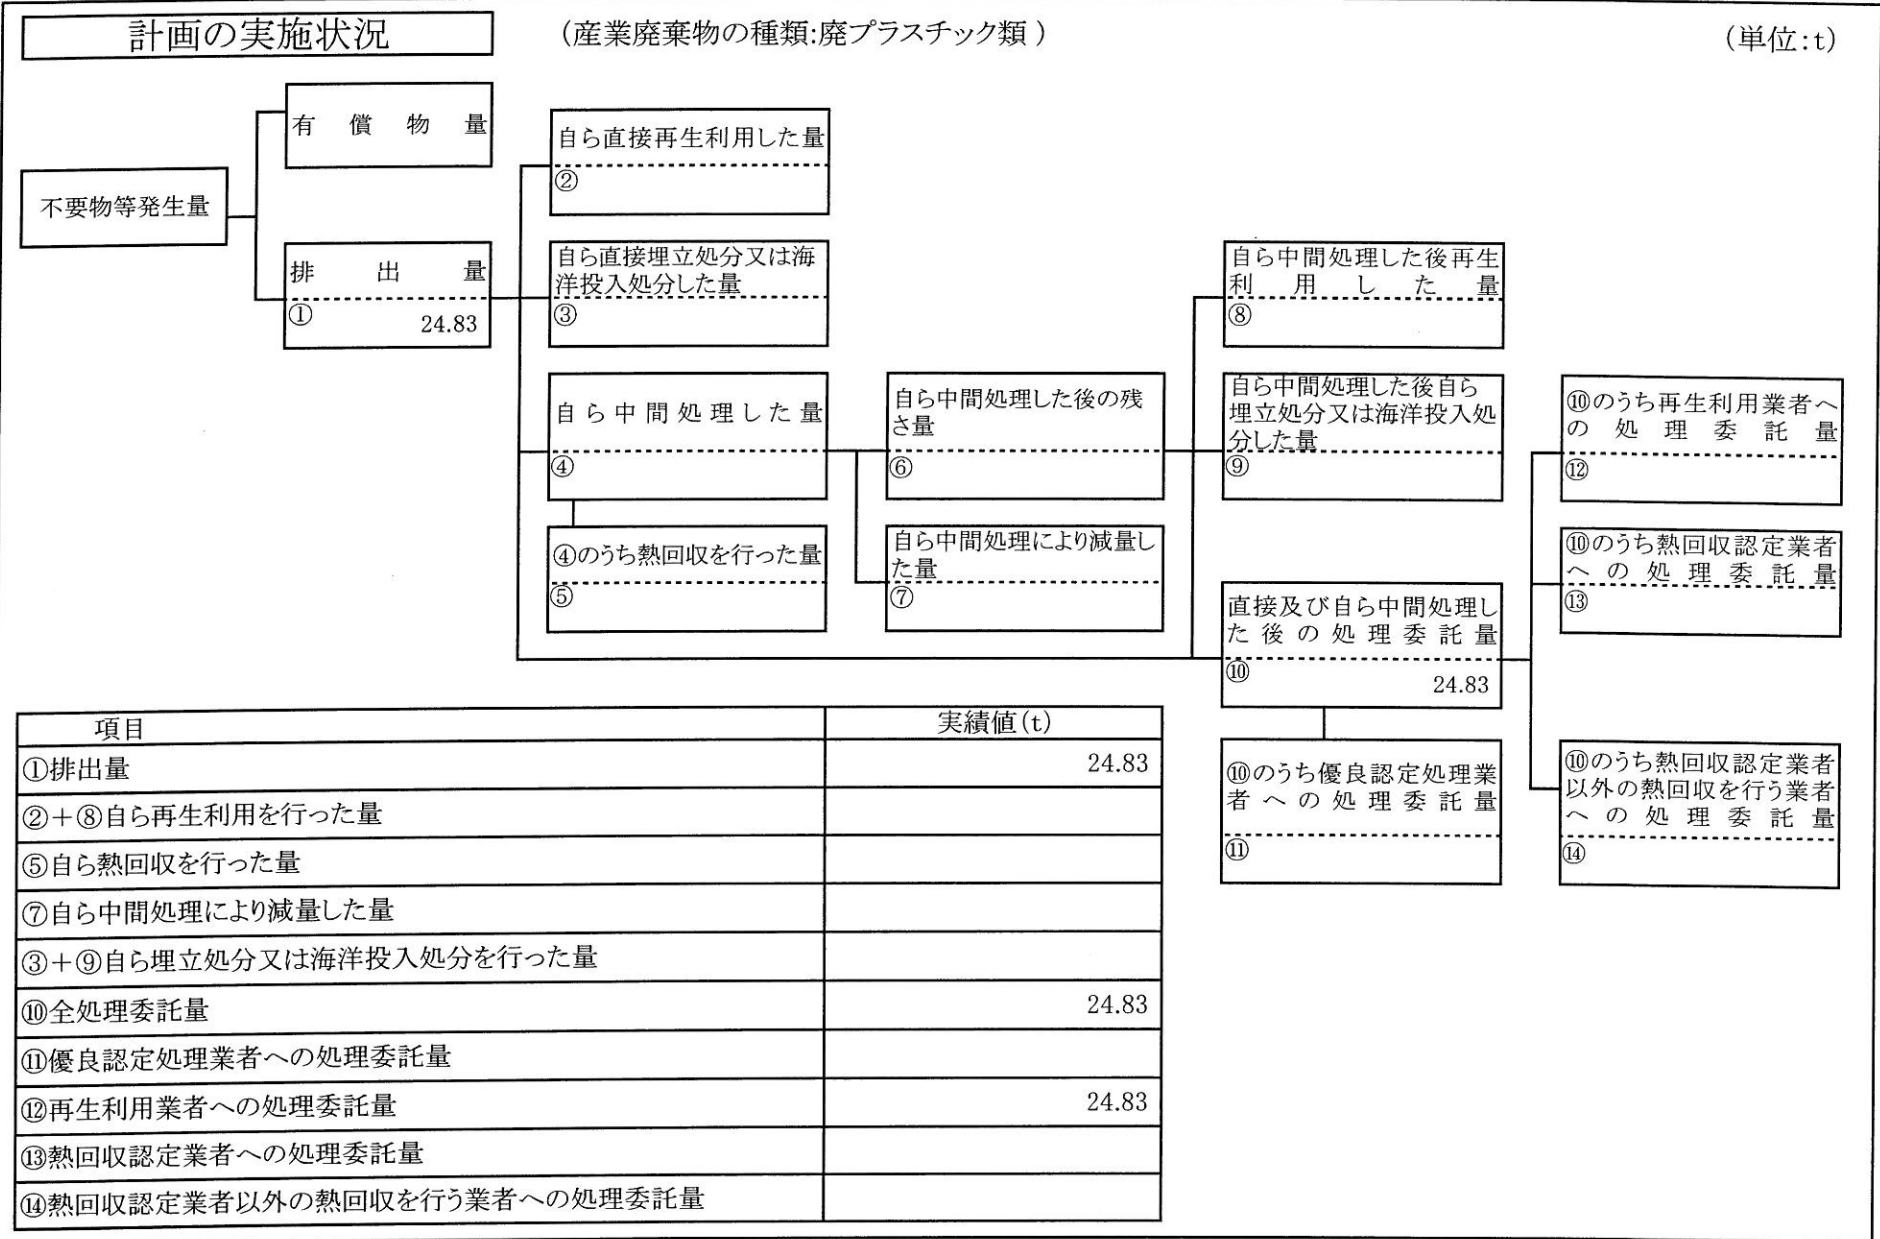 計画の実施状況
（産業廃棄物の種類:廃プラスチック類 ）
（単位:t）
有償物量
不要物等発生量
排出量
①
24.83
自ら直接再生利用した量
②
自ら直接埋立処分又は海
洋投入処分した量
③
自ら中間処理した量
④
④のうち熱回収を行った量
⑤
自ら中間処理した後の残
さ量
⑥
自ら中間処理により減量し
た量
⑦
自ら中間処理した後再生
利用した量
⑧
自ら中間処理した後自ら
埋立処分又は海洋投入処
分した量
⑨
直接及び自ら中間処理し
た後の処理委託量
⑩
24.83
⑩のうち優良認定処理業
者への処理委託量
⑪
⑩のうち再生利用業者へ
の処理委託量
⑫
⑩のうち熱回収認定業者
への処理委託量
⑬
⑩のうち熱回収認定業者
以外の熱回収を行う業者
への処理委託量
⑭
項目 実績値(t)
①排出量 24.83
②＋⑧自ら再生利用を行った量
⑤自ら熱回収を行った量
⑦自ら中間処理により減量した量
③＋⑨自ら埋立処分又は海洋投入処分を行った量
⑩全処理委託量 24.83
⑪優良認定処理業者への処理委託量
⑫再生利用業者への処理委託量 24.83
⑬熱回収認定業者への処理委託量
⑭熱回収認定業者以外の熱回収を行う業者への処理委託量